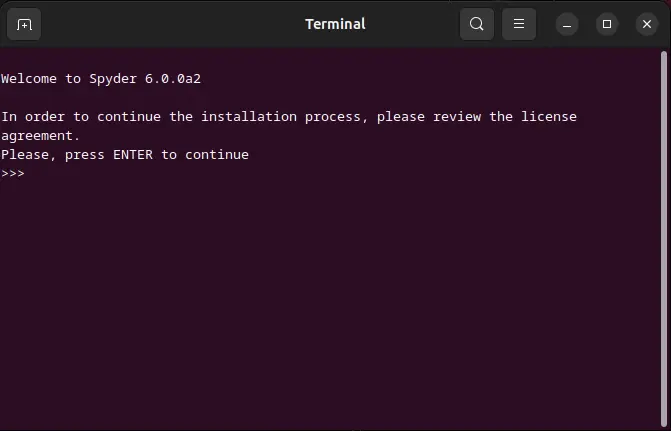 Terminal
Welcome to Spyder 6.0.0a2
In order to continue the installation process, please review the license
agreement.
Please, press ENTER to continue
>>>